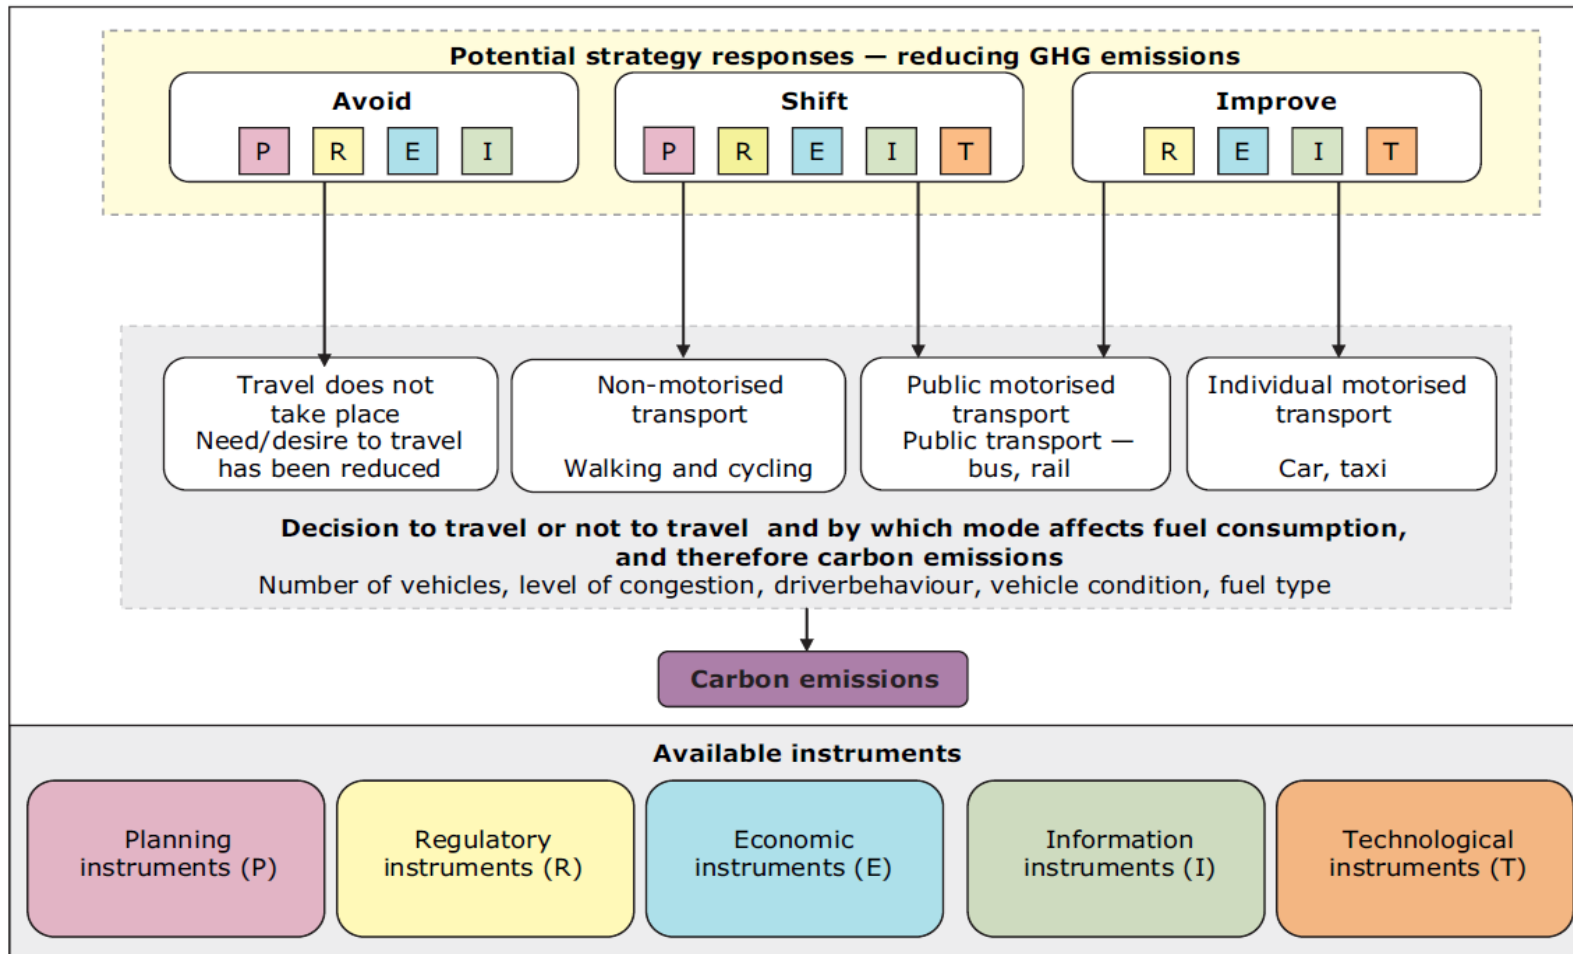 Potential strategy responses — reducing GHG emissions
Avoid
P R E I
Shift
P R E I T
Improve
R E I T
Travel does not
take place
Need/desire to travel
has been reduced
Non-motorised
transport
Walking and cycling
Public motorised
transport
Public transport —
bus, rail
Individual motorised
transport
Car, taxi
Decision to travel or not to travel and by which mode affects fuel consumption,
and therefore carbon emissions
Number of vehicles, level of congestion, driverbehaviour, vehicle condition, fuel type
Carbon emissions
Available instruments
Planning
instruments (P)
Regulatory
instruments (R)
Economic
instruments (E)
Information
instruments (I)
Technological
instruments (T)